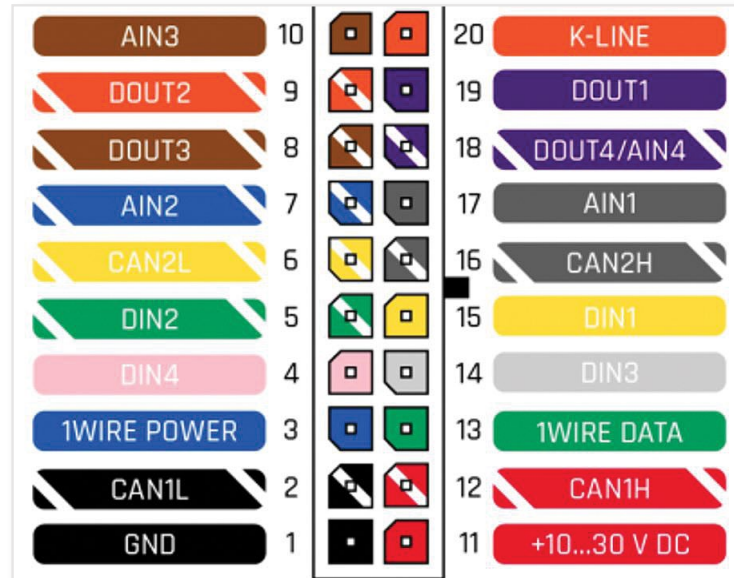 AIN3 10 20 K-LINE
DOUT2 9 19 DOUT1
DOUT3 8 18 DOUT4/AIN4
AIN2 7 17 AIN1
CAN2L 6 16 CAN2H
DIN2 5 15 DIN1
DIN4 4 14 DIN3
1WIRE POWER 3 13 1WIRE DATA
CAN1L 2 12 CAN1H
GND 1 11 +10...30 V DC